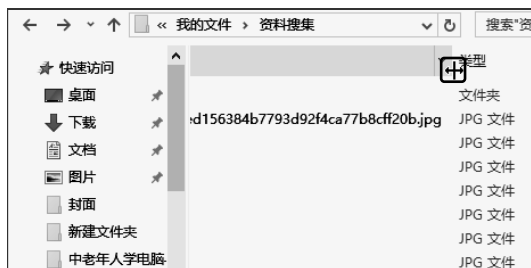 « 我的文件 › 资料搜集
搜索"资
快速访问
类型
桌面
文件夹
下载
ed156384b7793d92f4ca77b8cff20b.jpg
JPG 文件
文档
JPG 文件
图片
JPG 文件
JPG 文件
封面
JPG 文件
新建文件夹
JPG 文件
中老年人学电脑
JPG 文件